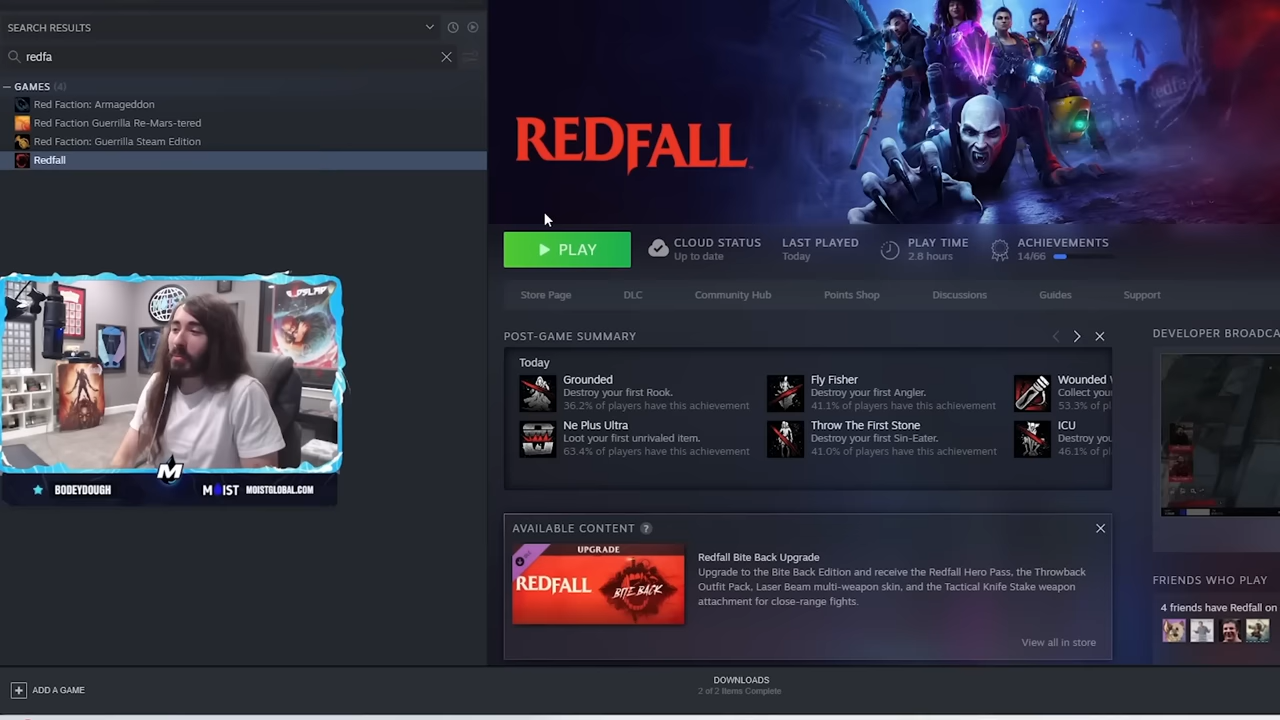 SEARCH RESULTS
redfa
GAMES (4)
Red Faction: Armageddon
Red Faction Guerrilla Re-Mars-tered
Red Faction: Guerrilla Steam Edition
Redfall
BODEYDOUGH
MOIST
MOISTGLOBAL.COM
ADD A GAME
REDFALL
PLAY
CLOUD STATUS
Up to date
LAST PLAYED
Today
PLAY TIME
2.8 hours
ACHIEVEMENTS
14/66
Store Page
DLC
Community Hub
Points Shop
Discussions
Guides
Support
POST-GAME SUMMARY
Today
Grounded
Destroy your first Rook.
36.2% of players have this achievement
Fly Fisher
Destroy your first Angler.
41.1% of players have this achievement
Wounded
Collect your
53.3% of pl
Ne Plus Ultra
Loot your first unrivaled item.
63.4% of players have this achievement
Throw The First Stone
Destroy your first Sin-Eater.
41.0% of players have this achievement
ICU
Destroy you
46.1% of pl
AVAILABLE CONTENT ?
UPGRADE
REDFALL
BITE BACK
Redfall Bite Back Upgrade
Upgrade to the Bite Back Edition and receive the Redfall Hero Pass, the Throwback
Outfit Pack, Laser Beam multi-weapon skin, and the Tactical Knife Stake weapon
attachment for close-range fights.
View all in store
DEVELOPER BROADCA
FRIENDS WHO PLAY
4 friends have Redfall on
DOWNLOADS
2 of 2 Items Complete